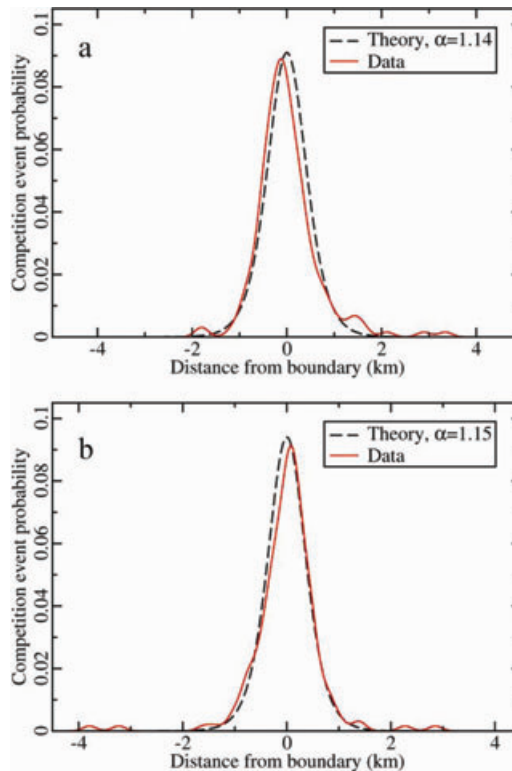 0.1
a
Theory, α=1.14
Data
0.08
0.06
0.04
0.02
0
Competition event probability
-4 -2 0 2 4
Distance from boundary (km)
0.1
b
Theory, α=1.15
Data
0.08
0.06
0.04
0.02
0
Competition event probability
-4 -2 0 2 4
Distance from boundary (km)